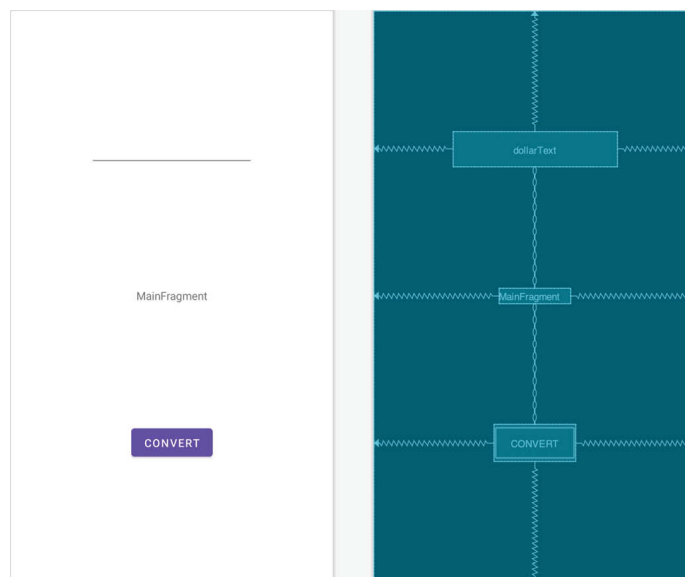 dollarText
MainFragment
MainFragment
CONVERT
CONVERT